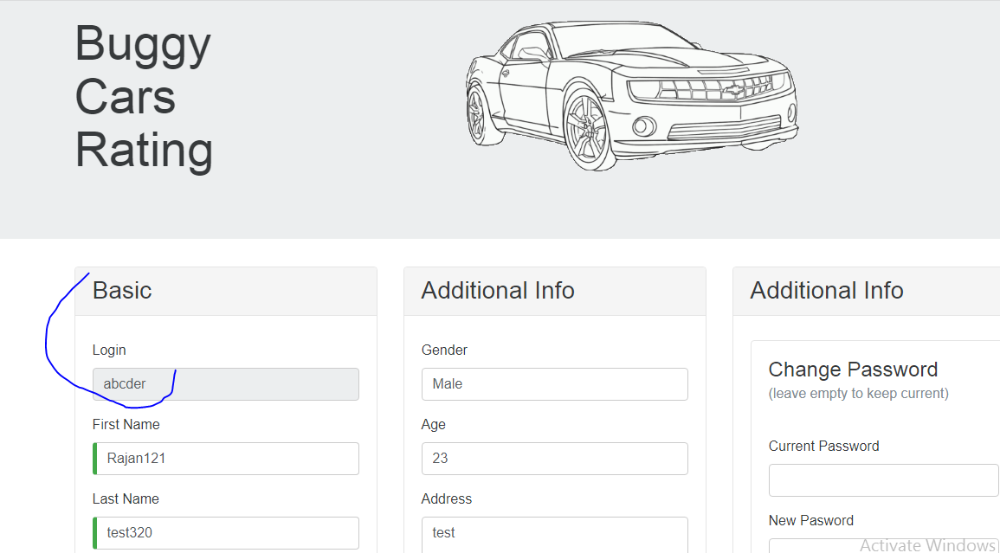 Buggy
Cars
Rating
Basic
Login
abcder
First Name
Rajan121
Last Name
test320
Additional Info
Gender
Male
Age
23
Address
test
Additional Info
Change Password
(leave empty to keep current)
Current Password
New Pasword
Activate Windows